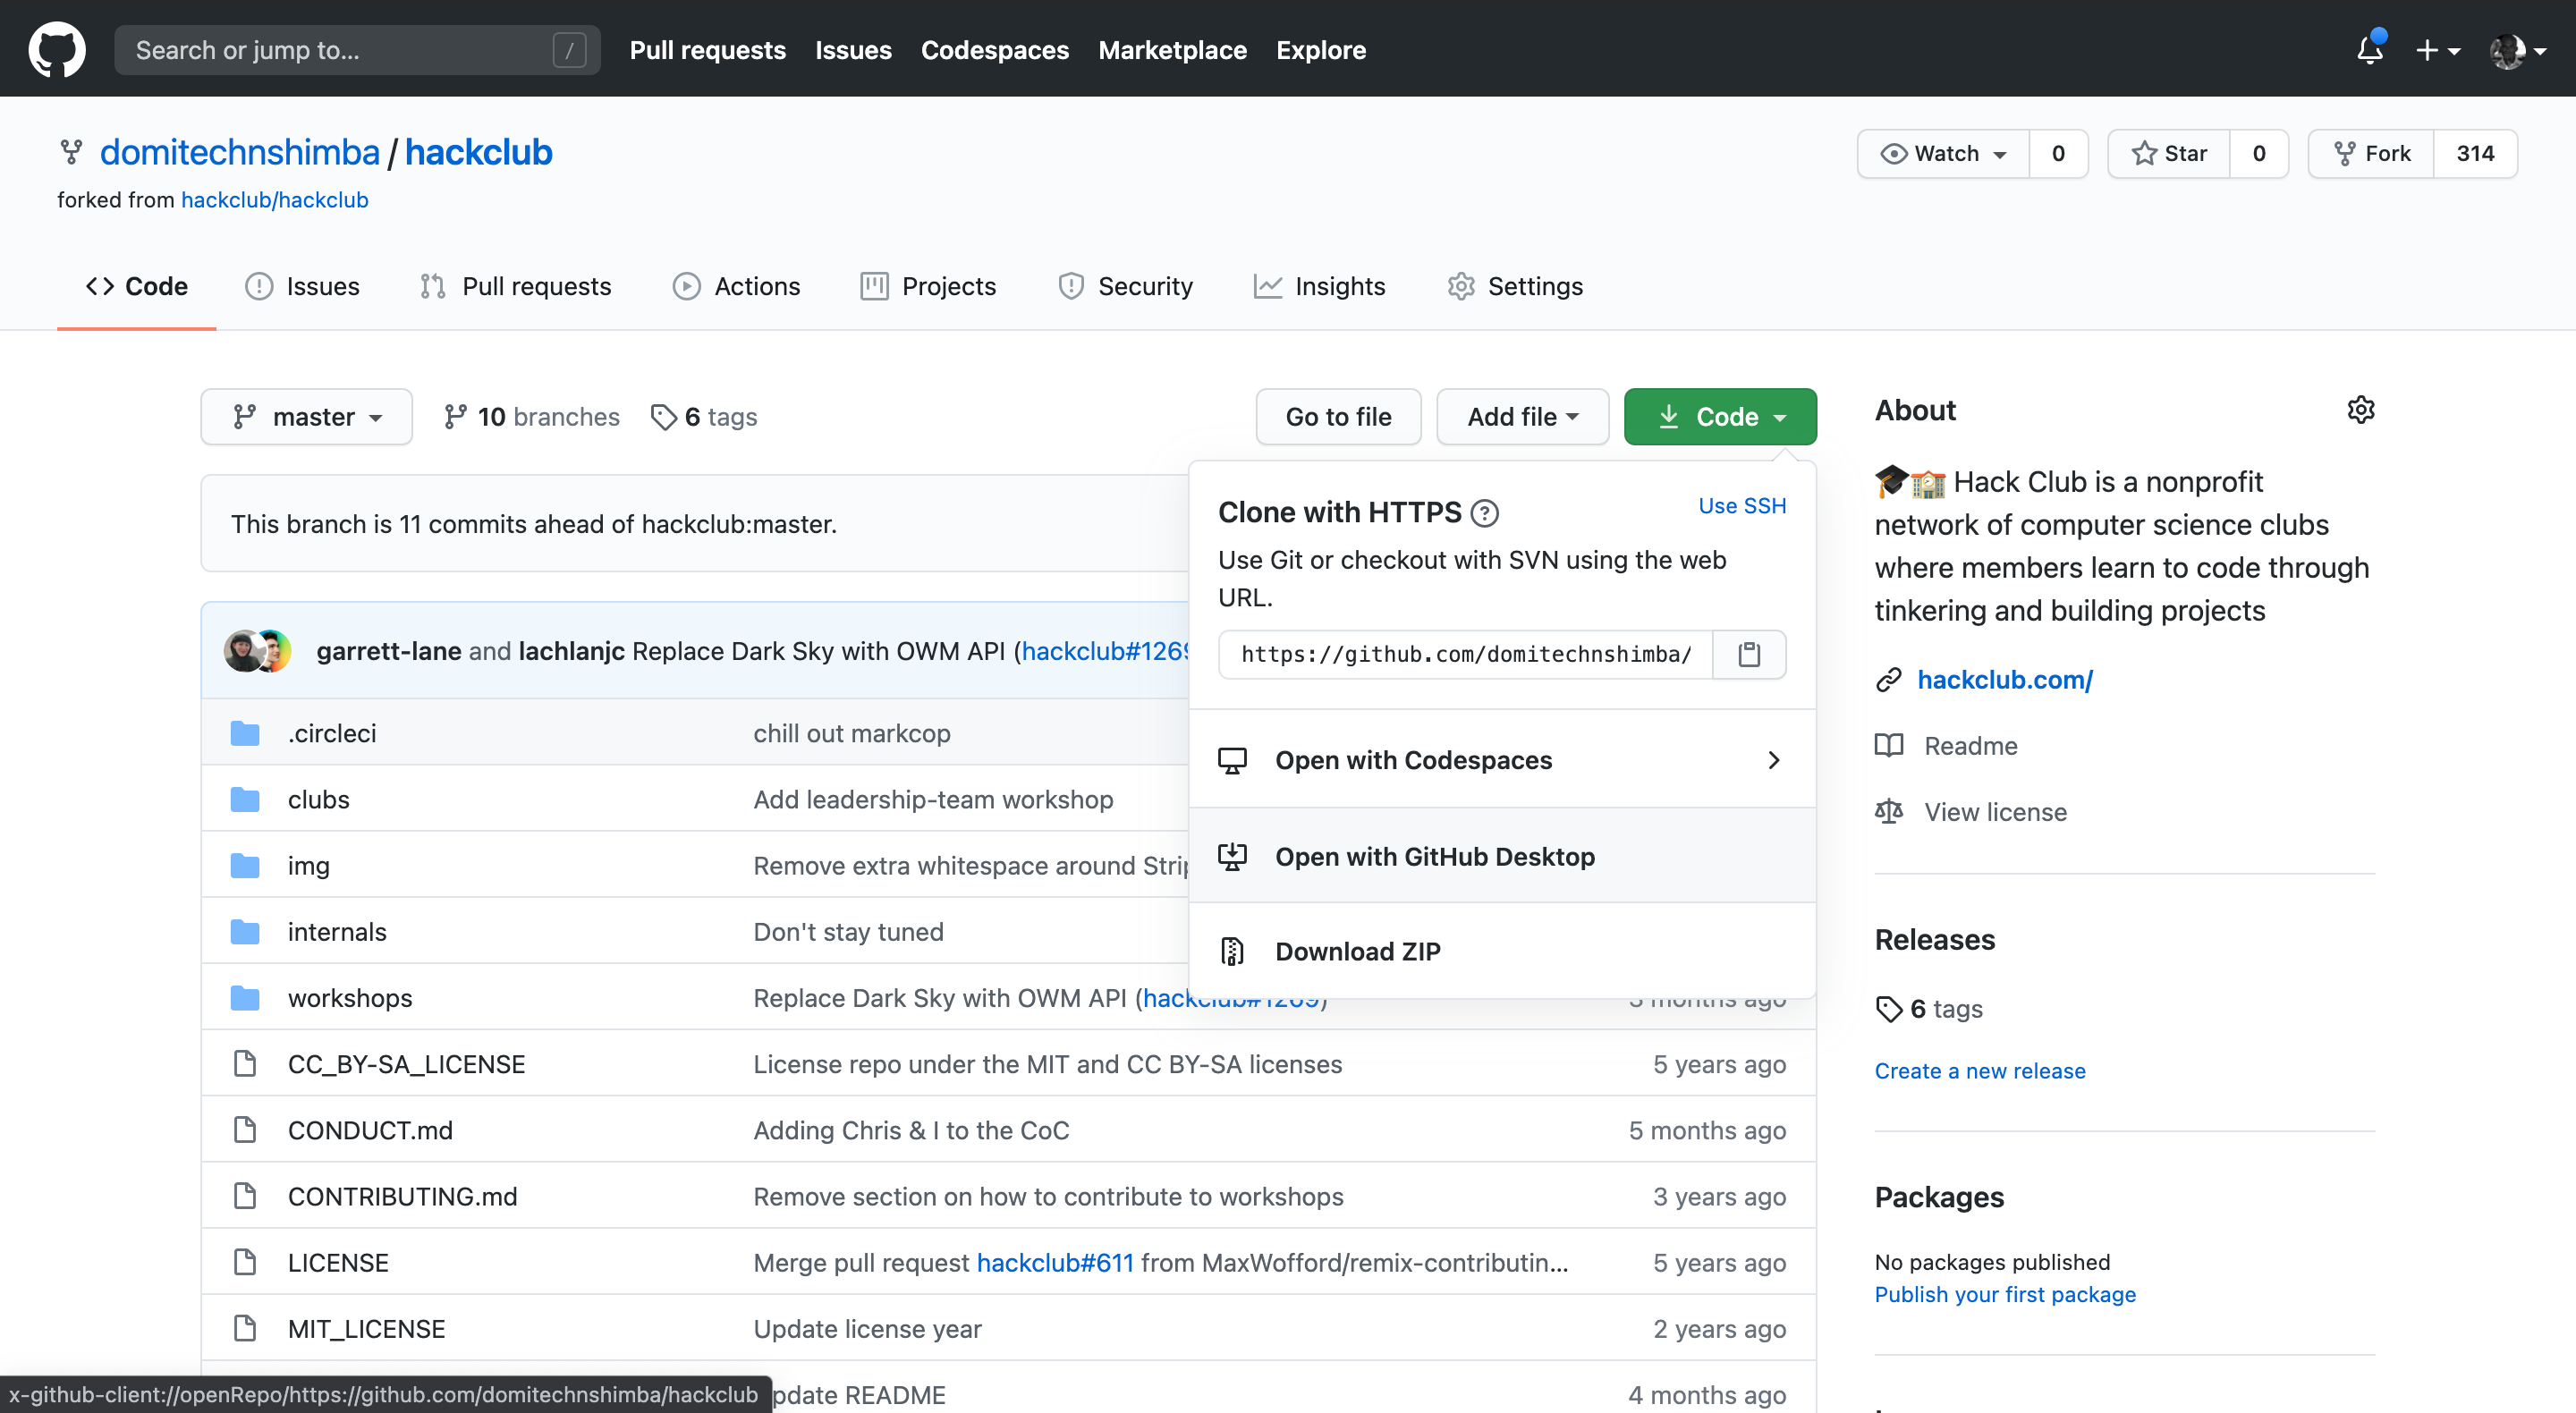 Search or jump to... /
Pull requests Issues Codespaces Marketplace Explore
domitechnshimba / hackclub
Watch 0 Star 0 Fork 314
forked from hackclub/hackclub
Code Issues Pull requests Actions Projects Security Insights Settings
master 10 branches 6 tags
Go to file Add file Code
This branch is 11 commits ahead of hackclub:master.
Clone with HTTPS ? Use SSH
Use Git or checkout with SVN using the web
URL.
https://github.com/domitechnshimba/
Open with Codespaces
Open with GitHub Desktop
Download ZIP
garrett-lane and lachlanjc Replace Dark Sky with OWM API (hackclub#1269
.circleci chill out markcop
clubs Add leadership-team workshop
img Remove extra whitespace around Strip
internals Don't stay tuned
workshops Replace Dark Sky with OWM API (hackclub#1269) months ago
CC_BY-SA_LICENSE License repo under the MIT and CC BY-SA licenses 5 years ago
CONDUCT.md Adding Chris & I to the CoC 5 months ago
CONTRIBUTING.md Remove section on how to contribute to workshops 3 years ago
LICENSE Merge pull request hackclub#611 from MaxWofford/remix-contributin... 5 years ago
MIT_LICENSE Update license year 2 years ago
pdate README 4 months ago
x-github-client://openRepo/https://github.com/domitechnshimba/hackclub
About
Hack Club is a nonprofit
network of computer science clubs
where members learn to code through
tinkering and building projects
hackclub.com/
Readme
View license
Releases
6 tags
Create a new release
Packages
No packages published
Publish your first package